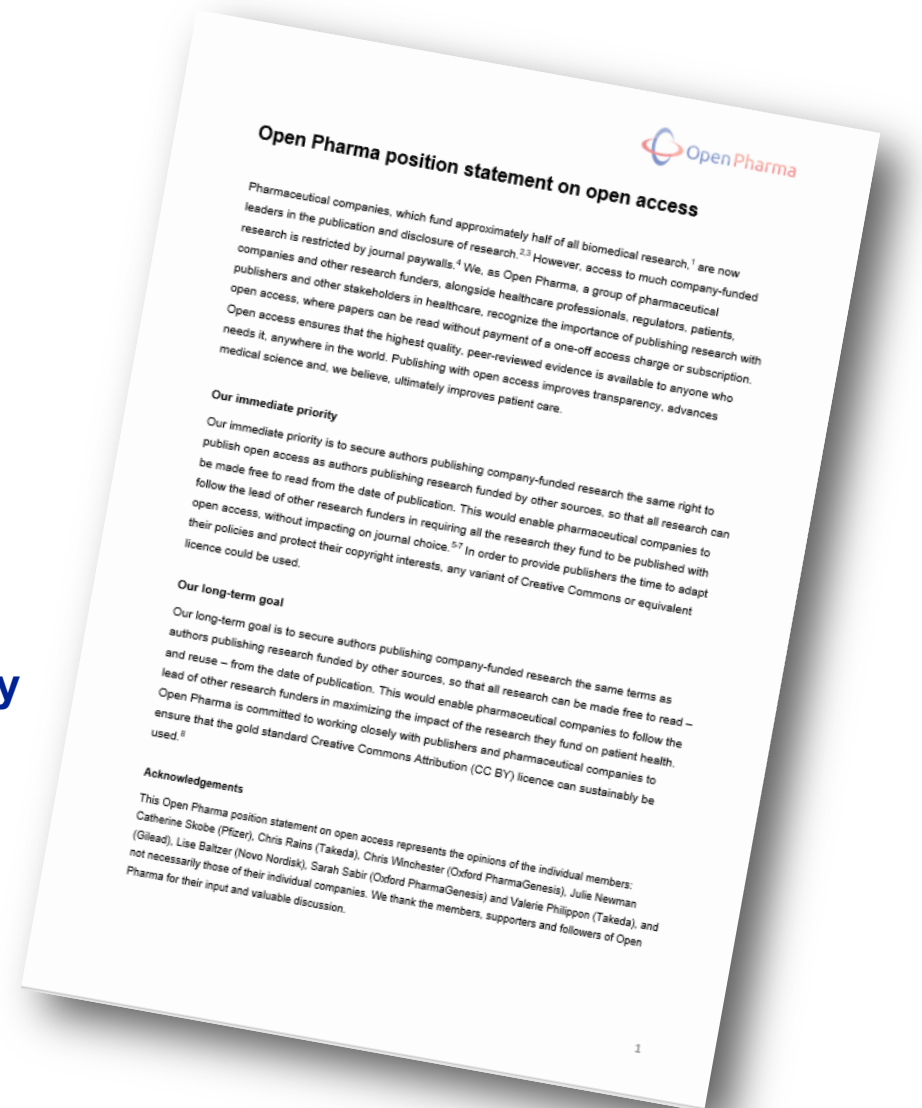 Open Pharma
Open Pharma position statement on open access
Pharmaceutical companies, which fund approximately half of all biomedical research,1 are now
leaders in the publication and disclosure of research.2,3 However, access to much company-funded
research is restricted by journal paywalls.4 We, as Open Pharma, a group of pharmaceutical
companies and other research funders, alongside healthcare professionals, regulators, patients,
publishers and other stakeholders in healthcare, recognize the importance of publishing research with
open access, where papers can be read without payment of a one-off access charge or subscription.
Open access ensures that the highest quality, peer-reviewed evidence is available to anyone who
needs it, anywhere in the world. Publishing with open access improves transparency, advances
medical science and, we believe, ultimately improves patient care.
Our immediate priority
Our immediate priority is to secure authors publishing company-funded research the same right to
publish open access as authors publishing research funded by other sources, so that all research can
be made free to read from the date of publication. This would enable pharmaceutical companies to
follow the lead of other research funders in requiring all the research they fund to be published with
open access, without impacting on journal choice.5-7 In order to provide publishers the time to adapt
their policies and protect their copyright interests, any variant of Creative Commons or equivalent
licence could be used.
Our long-term goal
Our long-term goal is to secure authors publishing company-funded research the same terms as
authors publishing research funded by other sources, so that all research can be made free to read –
and reuse – from the date of publication. This would enable pharmaceutical companies to follow the
lead of other research funders in maximizing the impact of the research they fund on patient health.
Open Pharma is committed to working closely with publishers and pharmaceutical companies to
ensure that the gold standard Creative Commons Attribution (CC BY) licence can sustainably be
used.8
y
Acknowledgements
This Open Pharma position statement on open access represents the opinions of the individual members:
Catherine Skobe (Pfizer), Chris Rains (Takeda), Chris Winchester (Oxford PharmaGenesis), Julie Newman
(Gilead), Lise Baltzer (Novo Nordisk), Sarah Sabir (Oxford PharmaGenesis) and Valerie Philippon (Takeda), and
not necessarily those of their individual companies. We thank the members, supporters and followers of Open
Pharma for their input and valuable discussion.
1